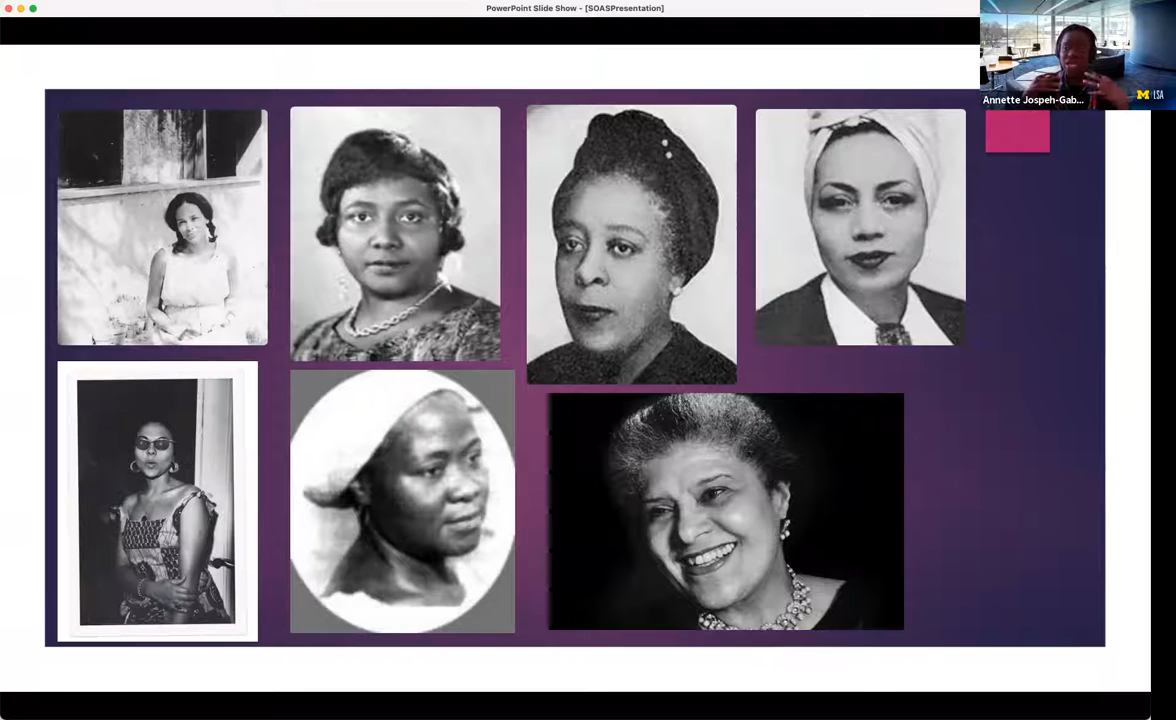 PowerPoint Slide Show - [SOASPresentation]
Annette Jospeh-Gab...
M LSA